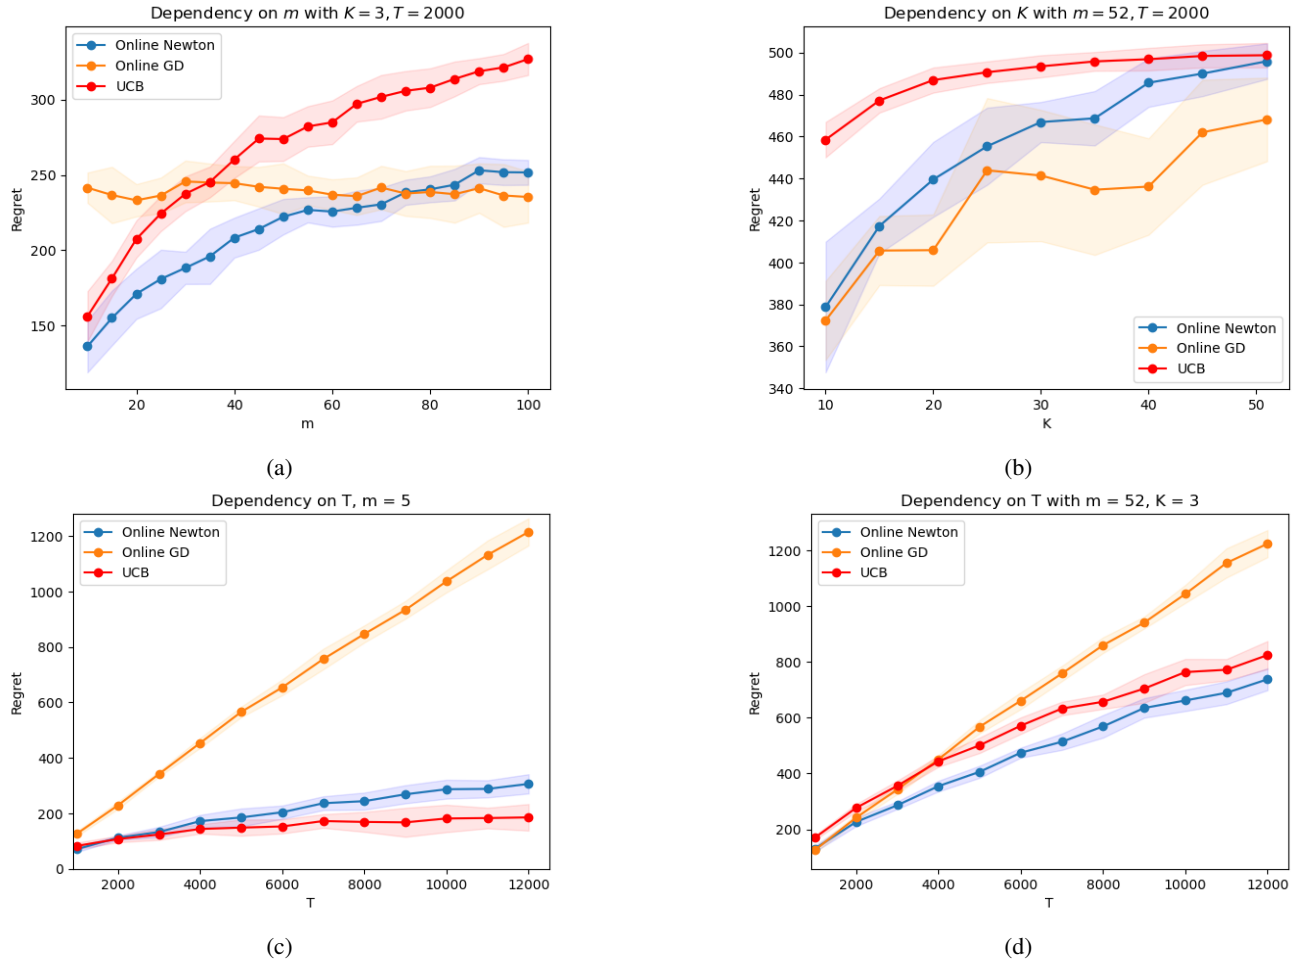 Dependency on m with K = 3, T = 2000
Online Newton
Online GD
UCB
300
250
200
150
Regret
20 40 60 80 100
m
(a)
Dependency on K with m = 52, T = 2000
500
480
460
440
420
400
380
360
340
Regret
Online Newton
Online GD
UCB
10 20 30 40 50
K
(b)
Dependency on T, m = 5
Online Newton
Online GD
UCB
1200
1000
800
600
400
200
0
Regret
2000 4000 6000 8000 10000 12000
T
(c)
Dependency on T with m = 52, K = 3
Online Newton
Online GD
UCB
1200
1000
800
600
400
200
Regret
2000 4000 6000 8000 10000 12000
T
(d)